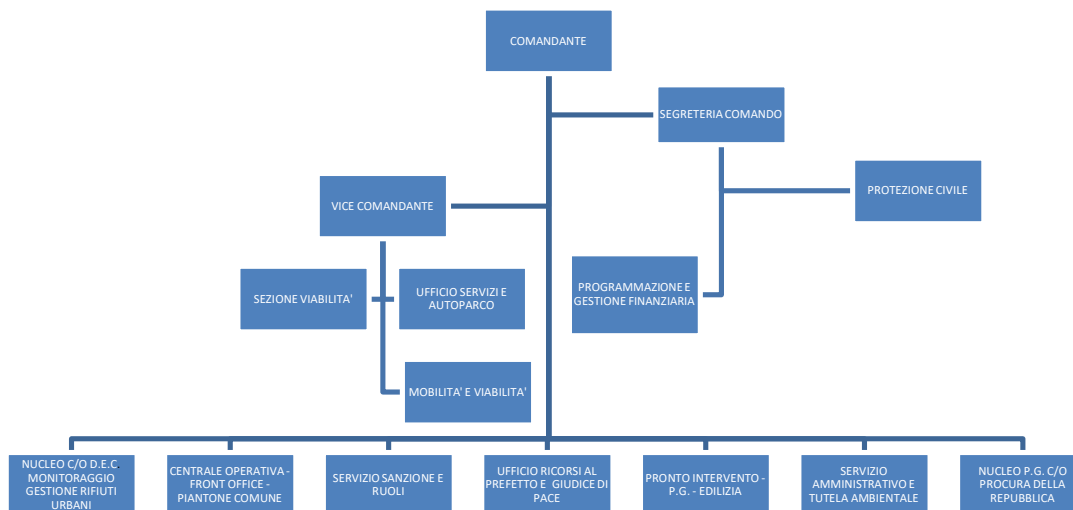 COMANDANTE
SEGRETERIA COMANDO
PROTEZIONE CIVILE
VICE COMANDANTE
SEZIONE VIABILITA'
UFFICIO SERVIZI E
AUTOPARCO
PROGRAMMAZIONE E
GESTIONE FINANZIARIA
MOBILITA' E VIABILITA'
NUCLEO C/O D.E.C.
MONITORAGGIO
GESTIONE RIFIUTI
URBANI
CENTRALE OPERATIVA -
FRONT OFFICE -
PIANTONE COMUNE
SERVIZIO SANZIONE E
RUOLI
UFFICIO RICORSI AL
PREFETTO E GIUDICE DI
PACE
PRONTO INTERVENTO -
P.G. - EDILIZIA
SERVIZIO
AMMINISTRATIVO E
TUTELA AMBIENTALE
NUCLEO P.G. C/O
PROCURA DELLA
REPUBBLICA